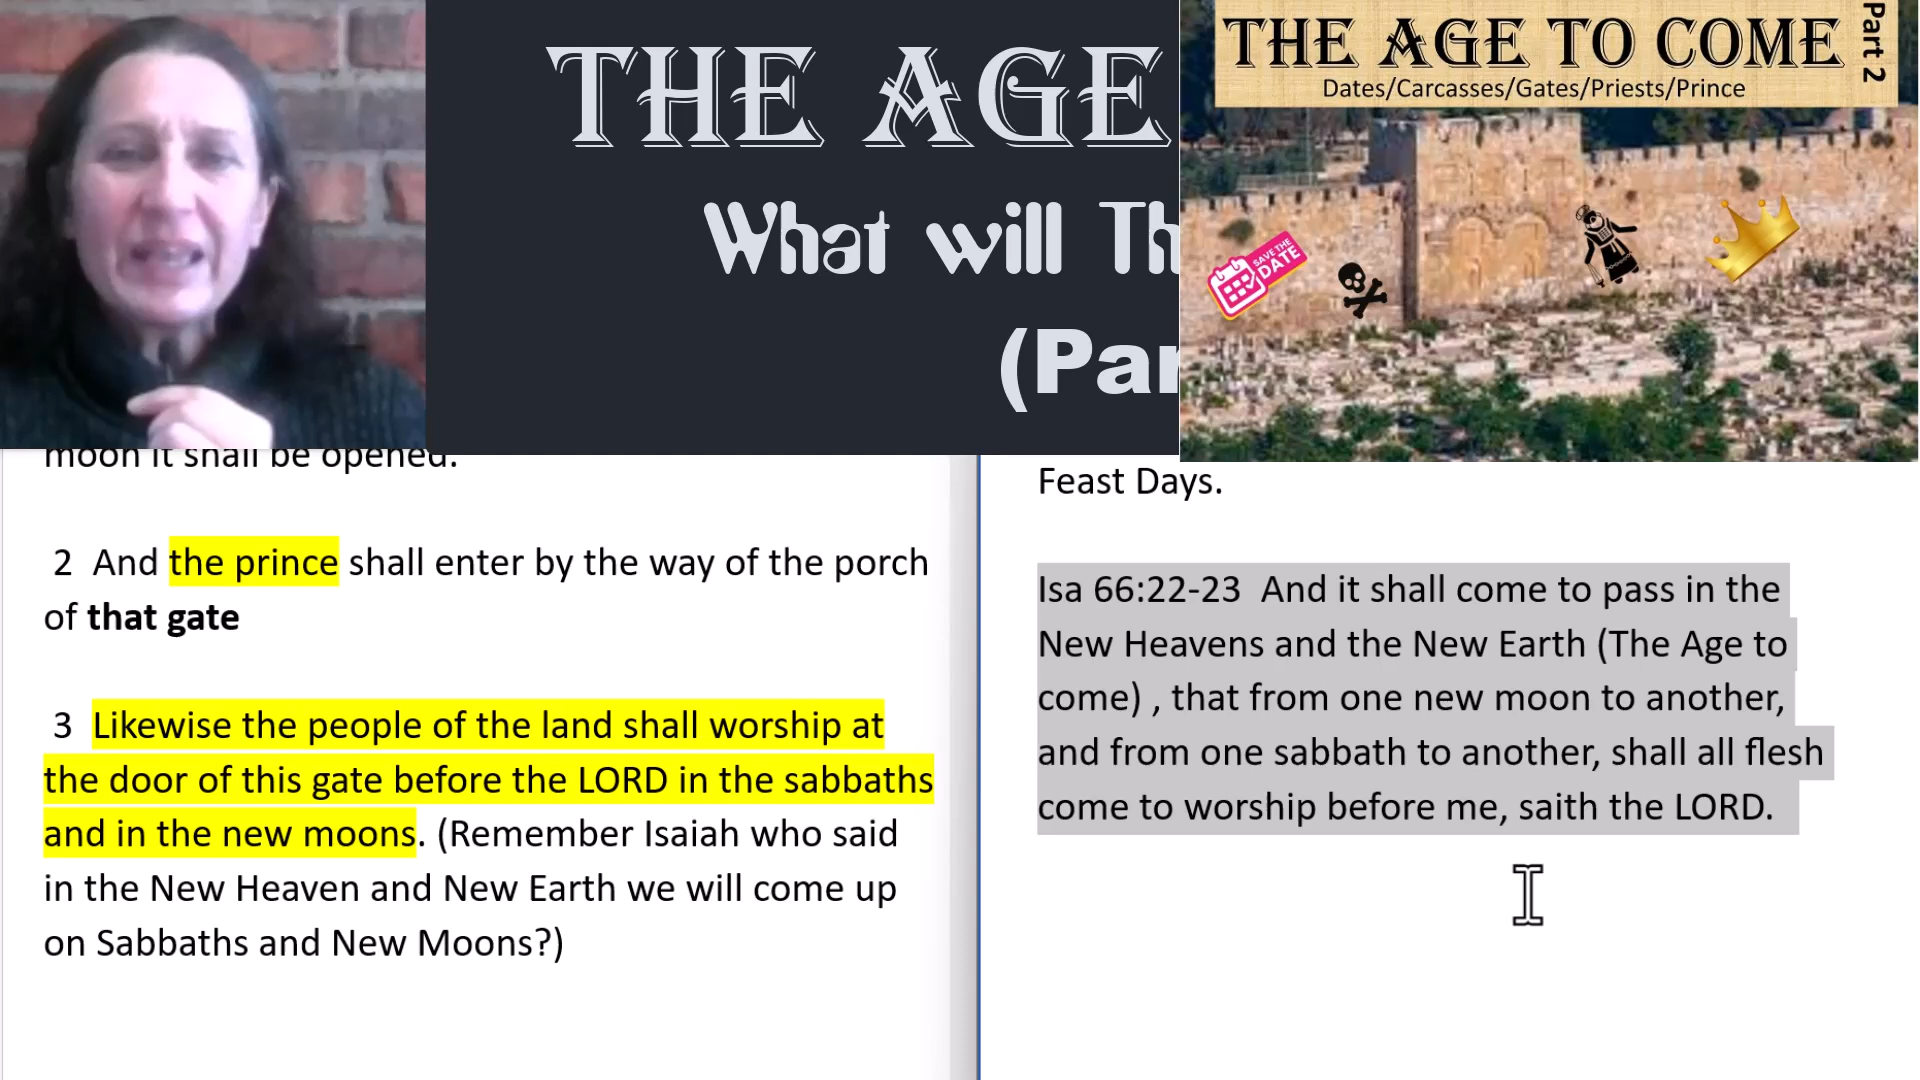 THE AGE
What will Th
(Par
THE AGE TO COME
Part 2
Dates/Carcasses/Gates/Priests/Prince
SAVE THE
DATE
moon it shall be opened.
2 And the prince shall enter by the way of the porch
of that gate
3 Likewise the people of the land shall worship at
the door of this gate before the LORD in the sabbaths
and in the new moons. (Remember Isaiah who said
in the New Heaven and New Earth we will come up
on Sabbaths and New Moons?)
Feast Days.
Isa 66:22-23 And it shall come to pass in the
New Heavens and the New Earth (The Age to
come) , that from one new moon to another,
and from one sabbath to another, shall all flesh
come to worship before me, saith the LORD.